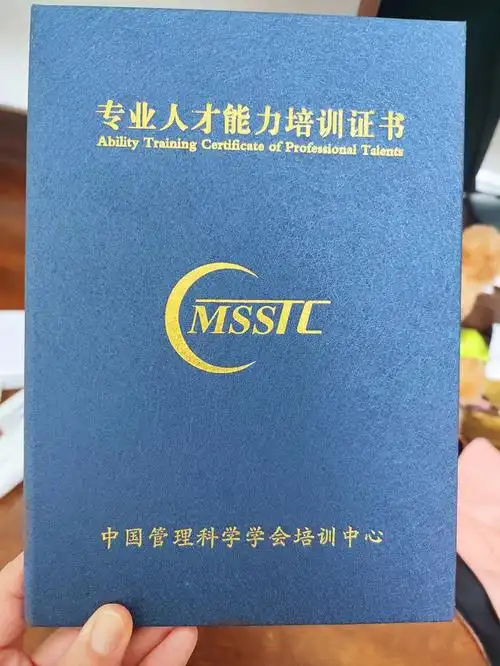 专业人才能力培训证书
Ability Training Certificate of Professional Talents
MSSTC
中国管理科学学会培训中心